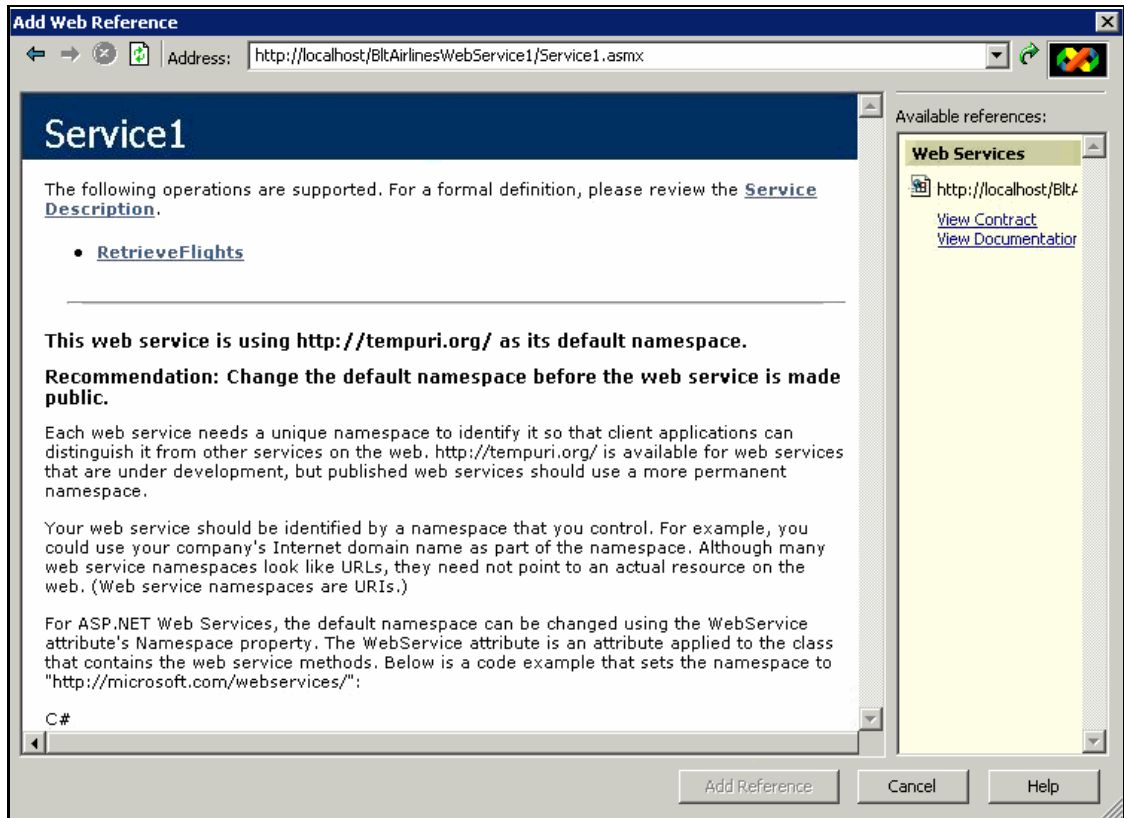 Add Web Reference
Address: http://localhost/BltAirlinesWebService1/Service1.asmx
Service1
The following operations are supported. For a formal definition, please review the Service
Description.
• RetrieveFlights
This web service is using http://tempuri.org/ as its default namespace.
Recommendation: Change the default namespace before the web service is made
public.
Each web service needs a unique namespace to identify it so that client applications can
distinguish it from other services on the web. http://tempuri.org/ is available for web services
that are under development, but published web services should use a more permanent
namespace.
Your web service should be identified by a namespace that you control. For example, you
could use your company's Internet domain name as part of the namespace. Although many
web service namespaces look like URLs, they need not point to an actual resource on the
web. (Web service namespaces are URIs.)
For ASP.NET Web Services, the default namespace can be changed using the WebService
attribute's Namespace property. The WebService attribute is an attribute applied to the class
that contains the web service methods. Below is a code example that sets the namespace to
"http://microsoft.com/webservices/":
C#
Available references:
Web Services
http://localhost/Blt
View Contract
View Documentation
Add Reference
Cancel
Help